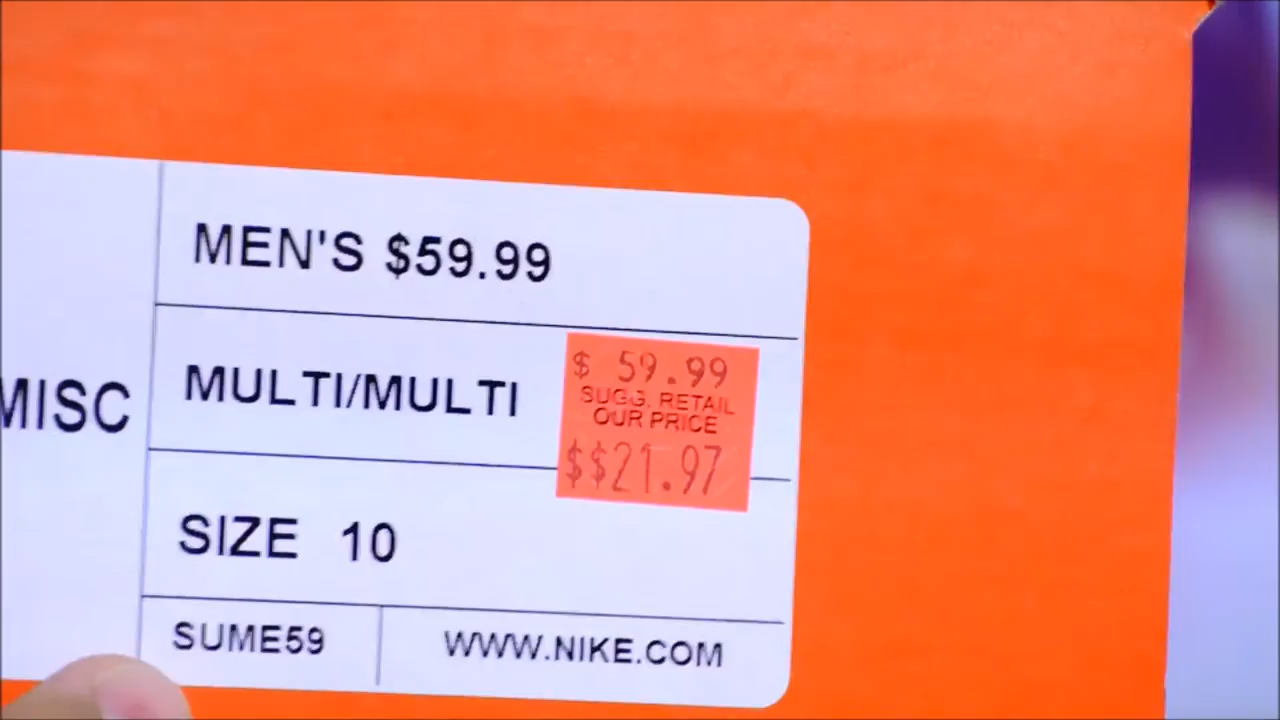 MEN'S $59.99
MISC
MULTI/MULTI
$ 59.99
SUGG. RETAIL
OUR PRICE
$$21.97
SIZE 10
SUME59
WWW.NIKE.COM